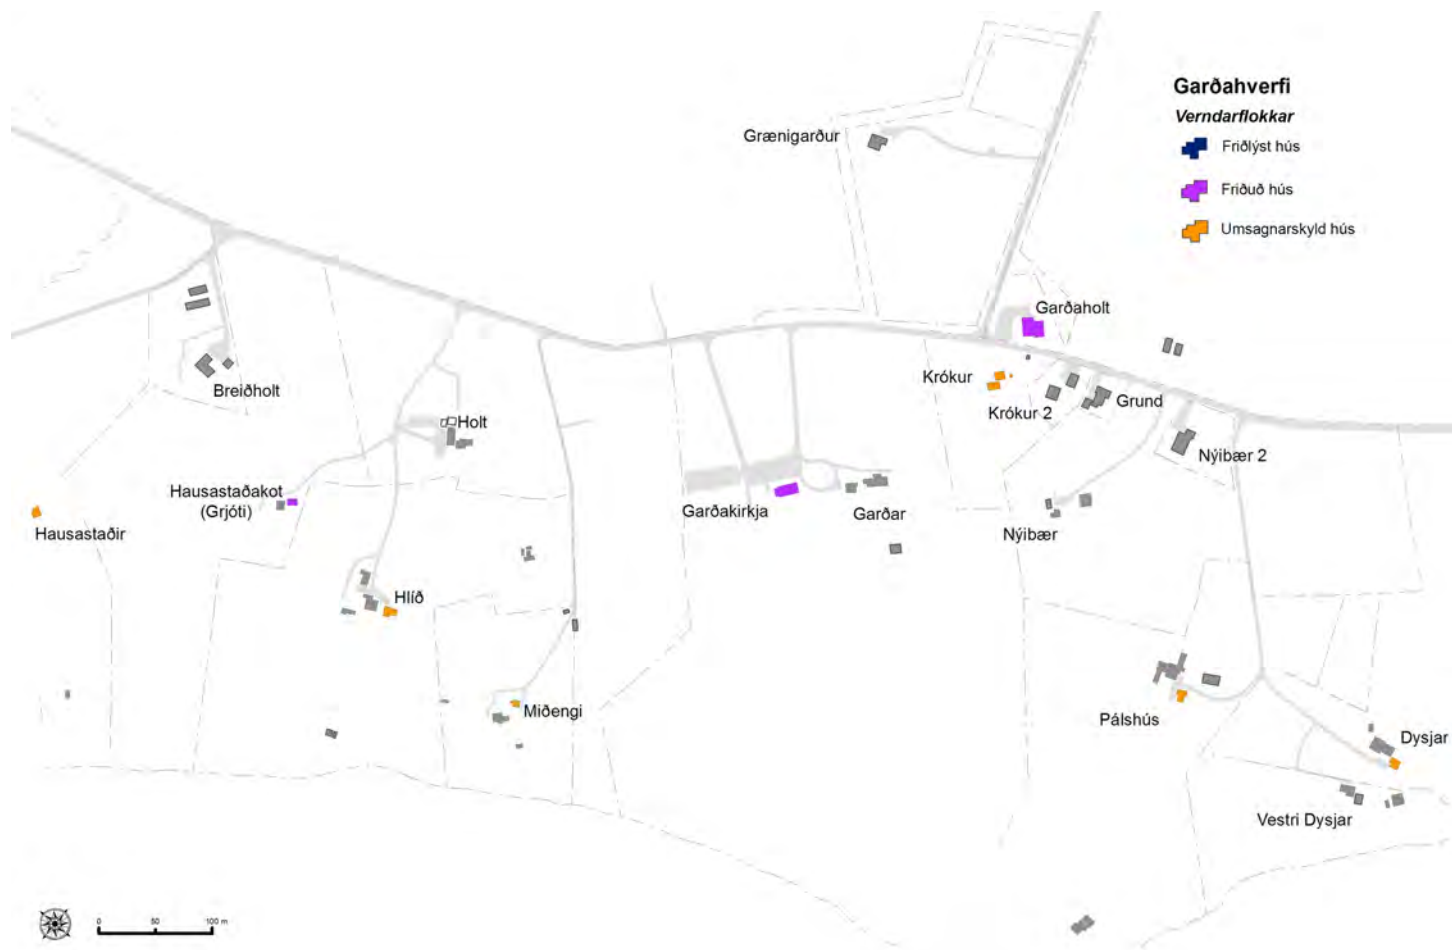 Garðahverfi
Verndarflokkar
Friðlýst hús
Friðuð hús
Umsagnarskyld hús
Grænigarður
Garðaholt
Breiðholt
Krókur
Krókur 2
Grund
Holt
Nýibær 2
Hausastaðakot
(Grjóti)
Hausastaðir
Garðakirkja
Garðar
Nýibær
Hlíð
Miðengi
Pálshús
Dysjar
Vestri Dysjar
0 50 100 m